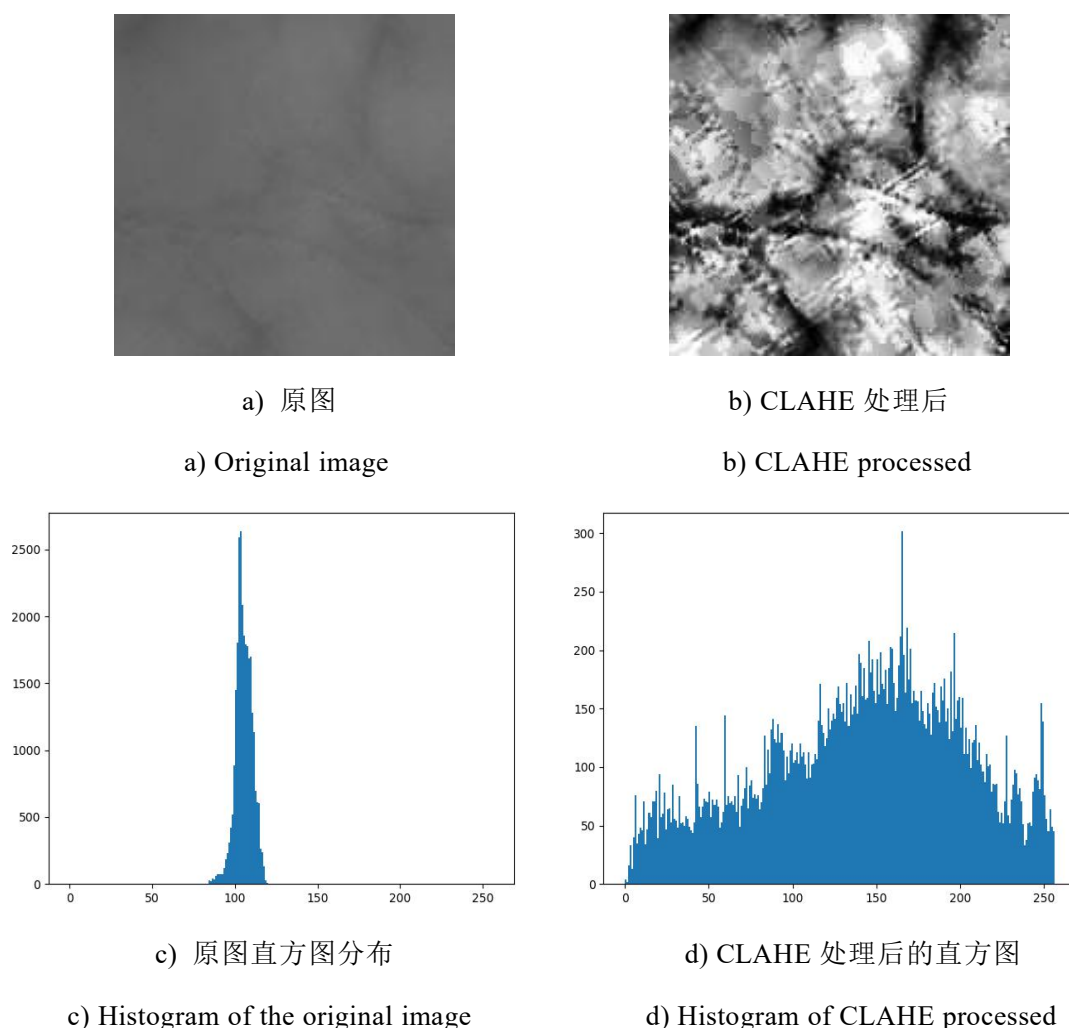 a) 原图
b) CLAHE 处理后
a) Original image
b) CLAHE processed
2500
2000
1500
1000
500
0
0 50 100 150 200 250
300
250
200
150
100
50
0
0 50 100 150 200 250
c) 原图直方图分布
d) CLAHE 处理后的直方图
c) Histogram of the original image
d) Histogram of CLAHE processed